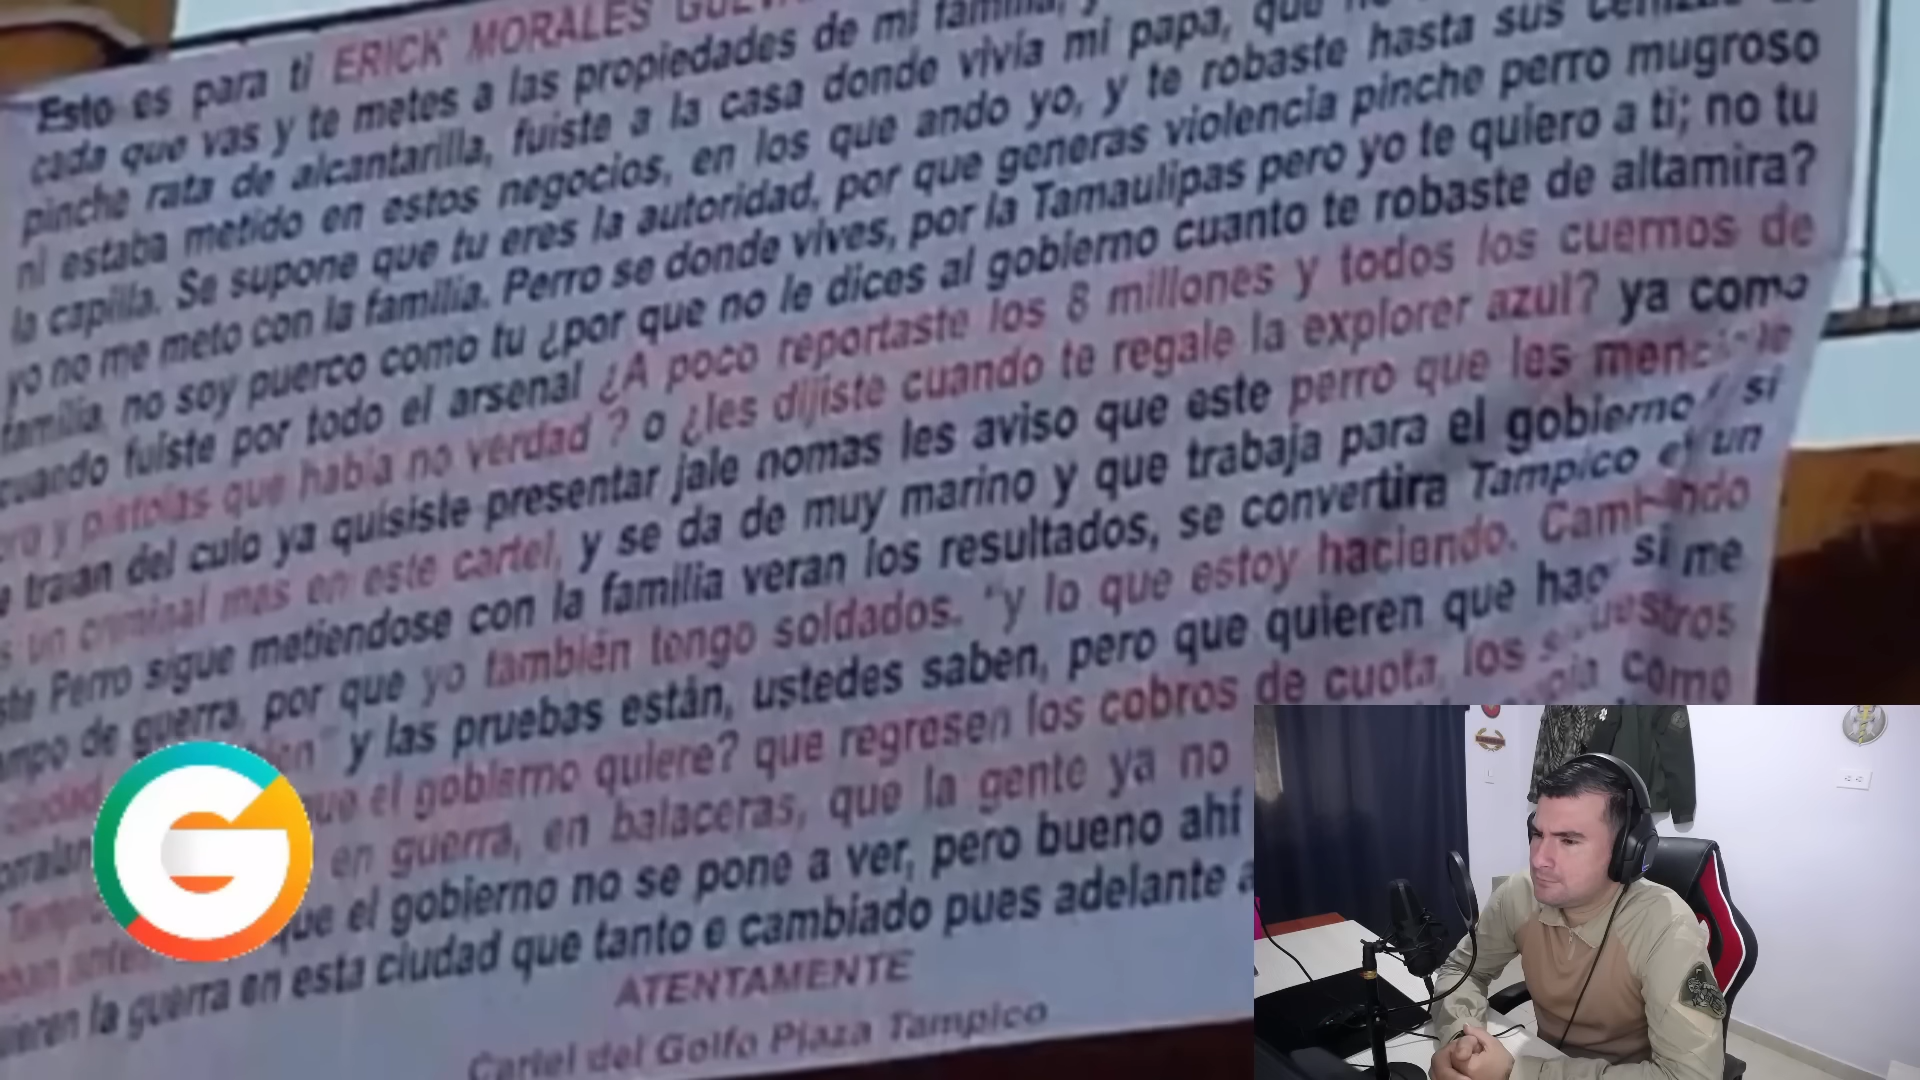 Esto es para ti ERICK MORALES
cada que vas y te metes a las propiedades de mi familia,
pinche rata de alcantarilla, fuiste a la casa donde vivía mi papa, que
ni estaba metido en estos negocios, en los que ando yo, y te robaste hasta sus
la capilla. Se supone que tu eres la autoridad, por que generas violencia pinche perro mugroso
yo no me meto con la familia. Perro se donde vives, por la Tamaulipas pero yo te quiero a ti; no tu
familia, no soy puerco como tu ¿por que no le dices al gobierno cuanto te robaste de altamira?
cuando fuiste por todo el arsenal ¿A poco reportaste los 8 millones y todos los cuernos de
y pistolas que habia no verdad ? o ¿les dijiste cuando te regale la explorer azul? ya como
traian del culo ya quisiste presentar jale nomas les aviso que este perro que les
un criminal mas en este cartel, y se da de muy marino y que trabaja para el gobierno si
Perro sigue metiendose con la familia veran los resultados, se convertira Tampico un
de guerra, por que yo también tengo soldados. "y lo que estoy haciendo.
y las pruebas están, ustedes saben, pero que quieren que si me
el gobierno quiere? que regresen los cobros de cuota, los
en guerra, en balaceras, que la gente ya no como
que el gobierno no se pone a ver, pero bueno ahí
la guerra en esta ciudad que tanto e cambiado pues adelante
ATENTAMENTE
Cartel del Golfo Plaza Tampico
G